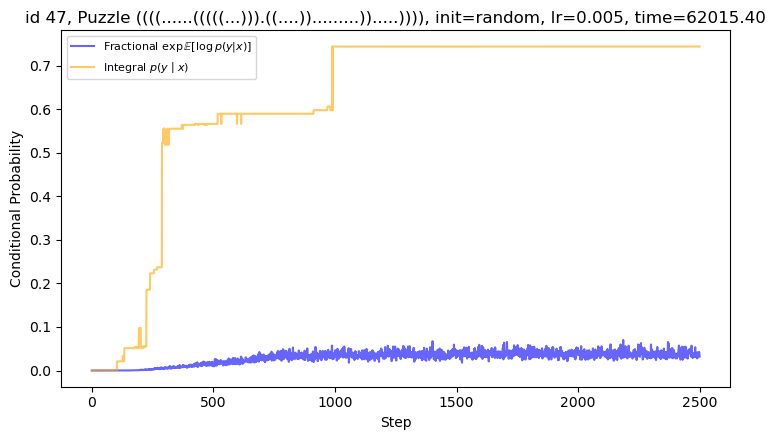 id 47, Puzzle ((((......(((((...))).((....)).........)).....)))), init=random, lr=0.005, time=62015.40
Fractional exp𝔼[log p(y|x)]
Integral p(y | x)
Conditional Probability
0.7
0.6
0.5
0.4
0.3
0.2
0.1
0.0
0 500 1000 1500 2000 2500
Step